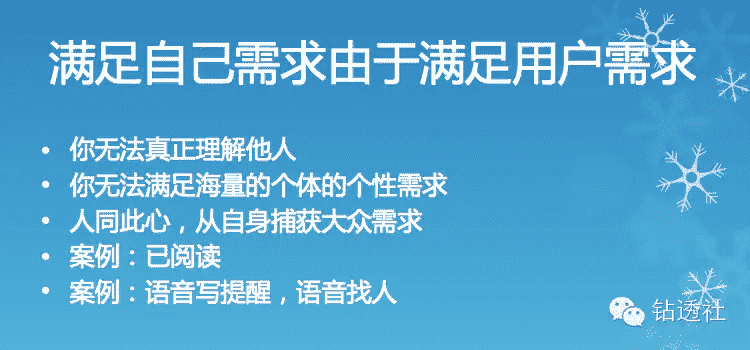 满足自己需求由于满足用户需求
• 你无法真正理解他人
• 你无法满足海量的个体的个性需求
• 人同此心，从自身捕获大众需求
• 案例：已阅读
• 案例：语音写提醒，语音找人
钻透社